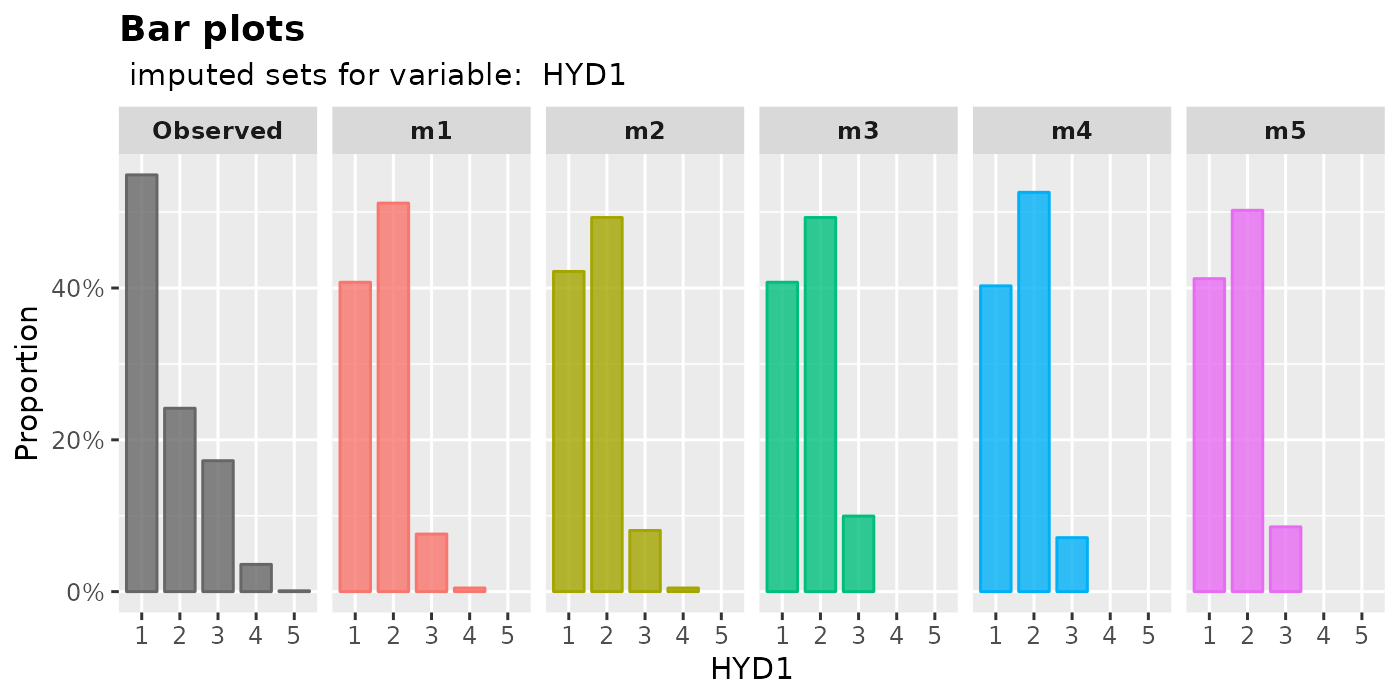 Bar plots
imputed sets for variable:  HYD1
Observed m1 m2 m3 m4 m5
Proportion
40%
20%
0%
1 2 3 4 5 1 2 3 4 5 1 2 3 4 5 1 2 3 4 5 1 2 3 4 5 1 2 3 4 5
HYD1